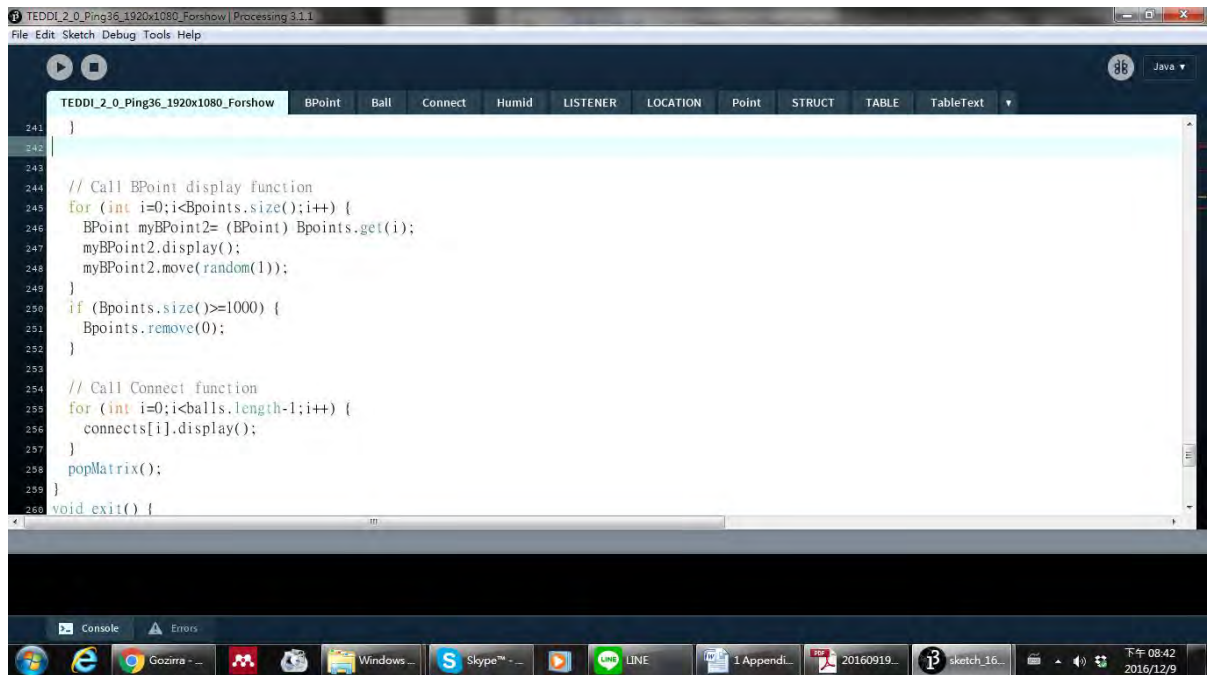 TEDDI_2_0_Ping36_1920x1080_Forshow | Processing 3.1.1
File Edit Sketch Debug Tools Help
Java ▾
TEDDI_2_0_Ping36_1920x1080_Forshow BPoint Ball Connect Humid LISTENER LOCATION Point STRUCT TABLE TableText ▾
241 }
242
243
244 // Call BPoint display function
245 for (int i=0;i<Bpoints.size();i++) {
246 BPoint myBPoint2= (BPoint) Bpoints.get(i);
247 myBPoint2.display();
248 myBPoint2.move(random(1));
249 }
250 if (Bpoints.size()>=1000) {
251 Bpoints.remove(0);
252 }
253
254 // Call Connect function
255 for (int i=0;i<balls.length-1;i++) {
256 connects[i].display();
257 }
258 popMatrix();
259 }
260 void exit() {
Console Errors
Gozirra - ... Windows ... Skype™ - ... LINE 1 Appendi... 20160919... sketch_16... 下午 08:42
2016/12/9